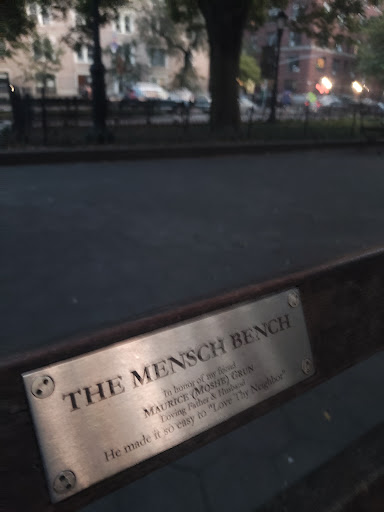 THE MENSCH BENCH
In honor of my friend
MAURICE (MOSHE) GRUN
Loving Father & Husband
He made it so easy to "Love Thy Neighbor"